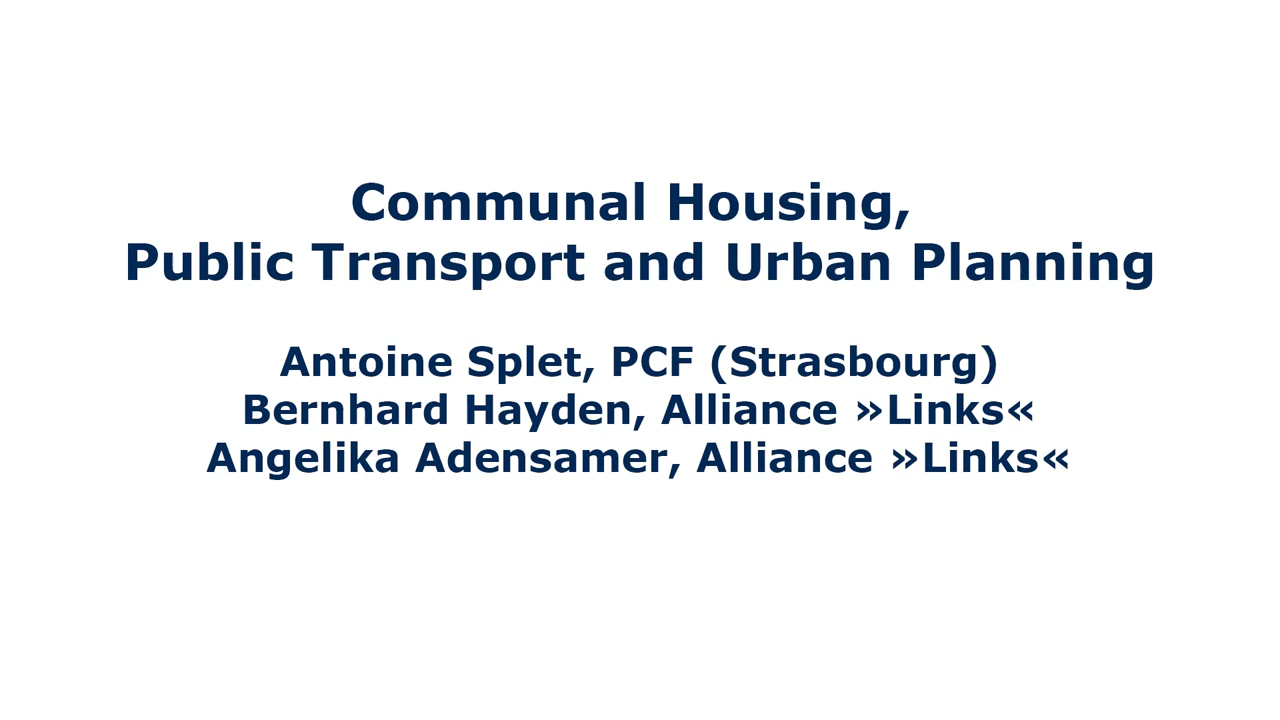 Communal Housing,
Public Transport and Urban Planning
Antoine Splet, PCF (Strasbourg)
Bernhard Hayden, Alliance »Links«
Angelika Adensamer, Alliance »Links«